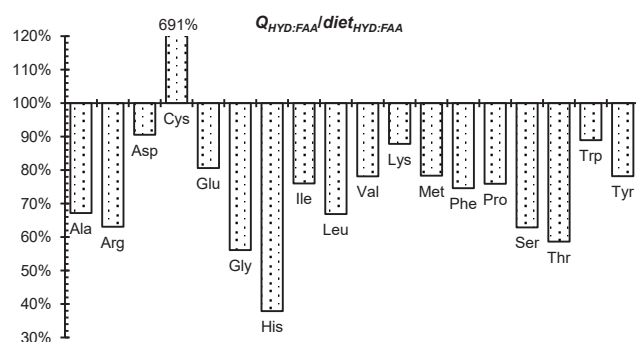 691%
Q_HYD:FAA/diet_HYD:FAA
120%
110%
100%
90%
80%
70%
60%
50%
40%
30%
Ala
Arg
Asp
Cys
Glu
Gly
His
Ile
Leu
Val
Lys
Met
Phe
Pro
Ser
Thr
Trp
Tyr